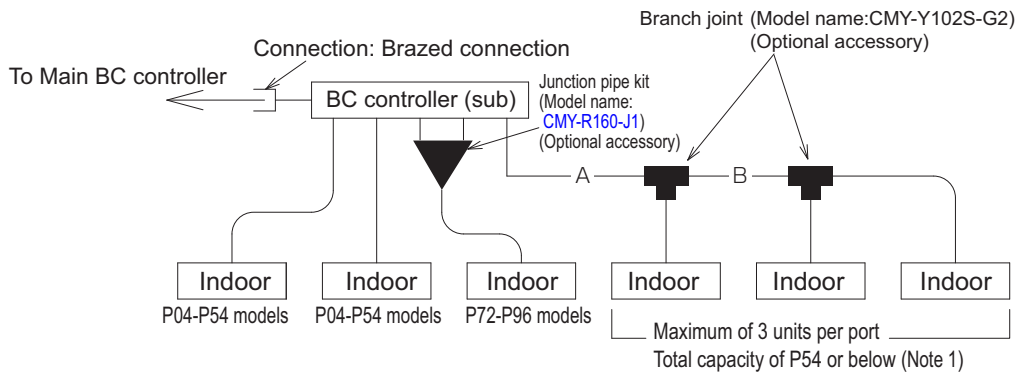 Branch joint (Model name:CMY-Y102S-G2)
(Optional accessory)
Connection: Brazed connection
To Main BC controller
BC controller (sub)
Junction pipe kit
(Model name:
CMY-R160-J1)
(Optional accessory)
A
B
Indoor
Indoor
Indoor
Indoor
Indoor
Indoor
P04-P54 models
P04-P54 models
P72-P96 models
Maximum of 3 units per port
Total capacity of P54 or below (Note 1)